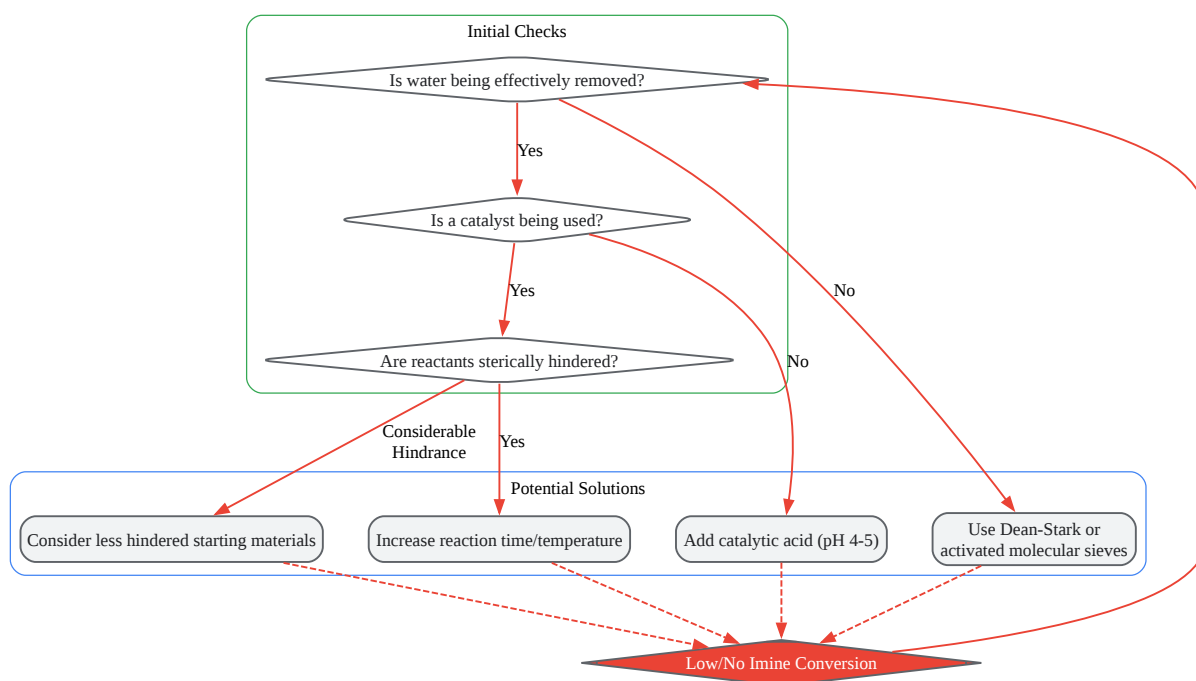 Initial Checks
Is water being effectively removed?
Yes
Is a catalyst being used?
Yes
No
Are reactants sterically hindered?
No
Considerable
Hindrance
Yes
Potential Solutions
Consider less hindered starting materials
Increase reaction time/temperature
Add catalytic acid (pH 4-5)
Use Dean-Stark or
activated molecular sieves
Low/No Imine Conversion